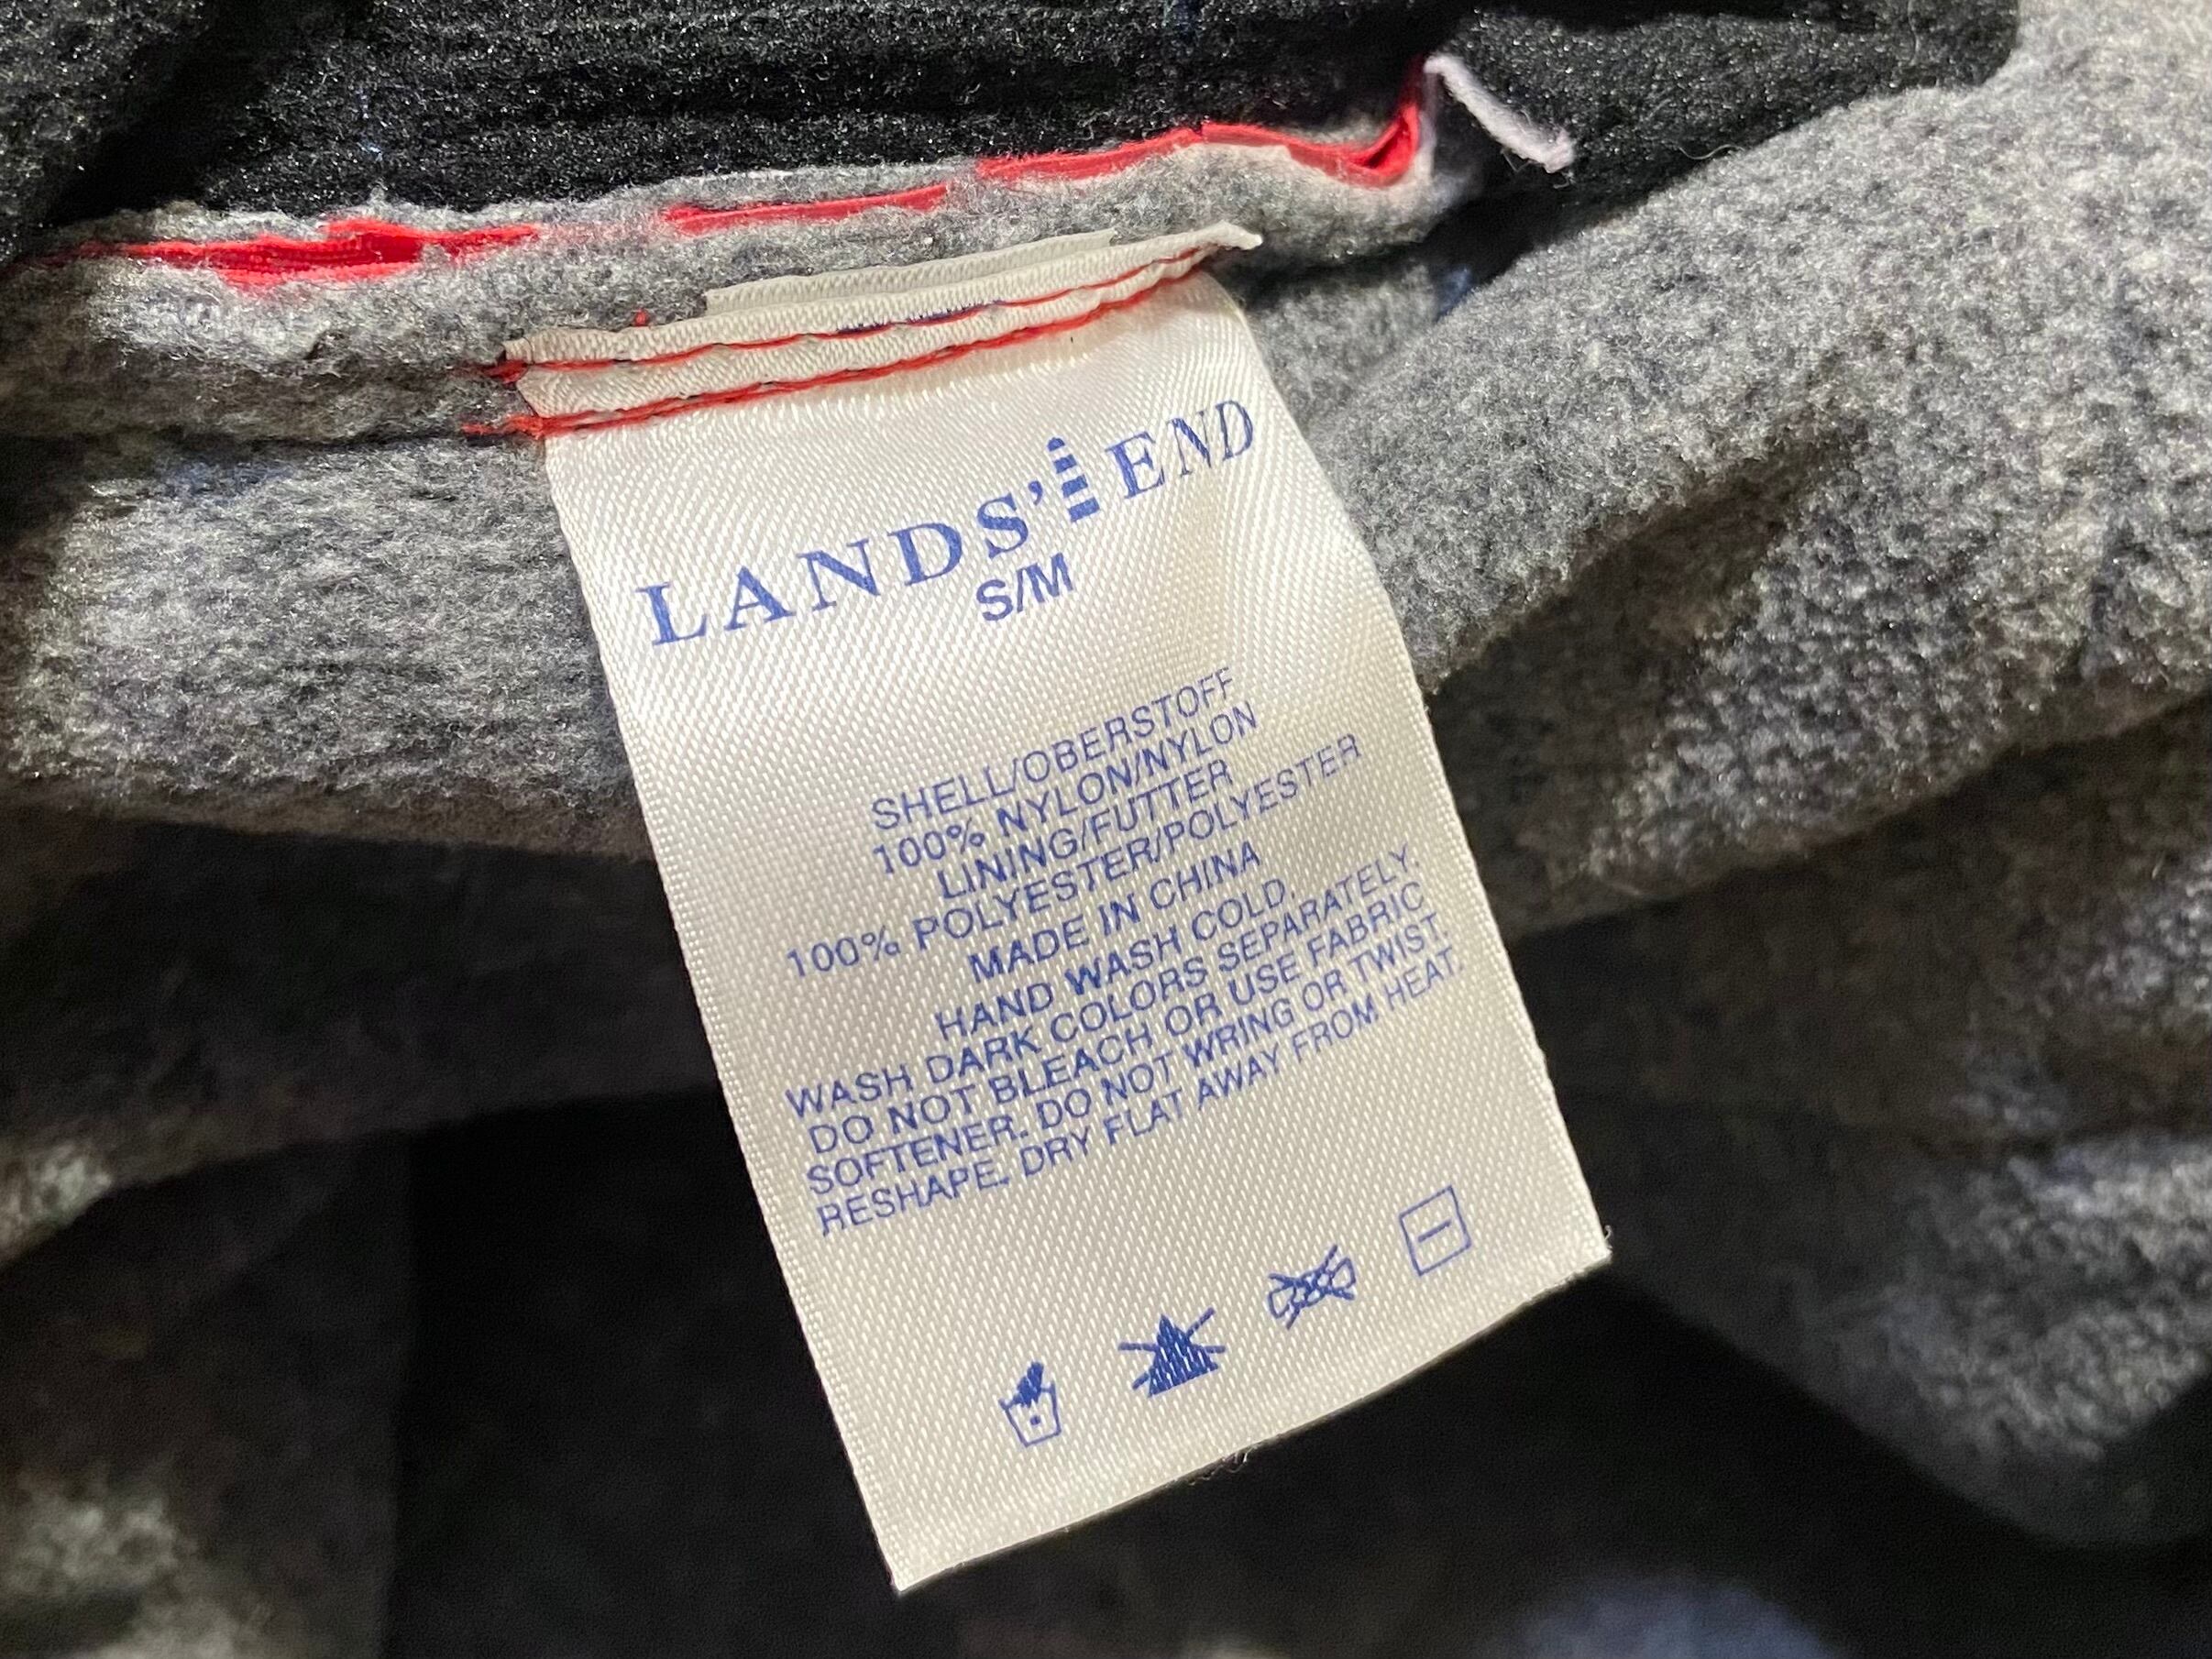 LANDS' END
S/M
SHELL/OBERSTOFF
100% NYLON/NYLON
LINING/FUTTER
100% POLYESTER/POLYESTER
MADE IN CHINA
HAND WASH COLD.
WASH DARK COLORS SEPARATELY.
DO NOT BLEACH OR USE FABRIC
SOFTENER. DO NOT WRING OR TWIST.
RESHAPE. DRY FLAT AWAY FROM HEAT.